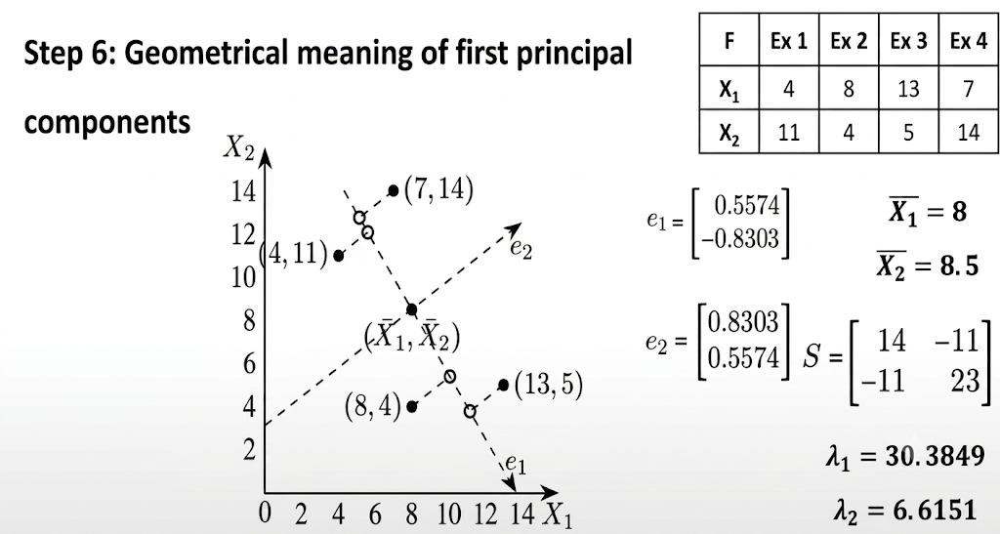 Step 6: Geometrical meaning of first principal
components
F Ex 1 Ex 2 Ex 3 Ex 4
X₁ 4 8 13 7
X₂ 11 4 5 14
X₂
14
12
10
8
6
4
2
0 2 4 6 8 10 12 14 X₁
(7, 14)
(4, 11)
e₂
(X̄₁, X̄₂)
(13, 5)
(8, 4)
e₁
e₁ = [0.5574
−0.8303]
X̄₁ = 8
X̄₂ = 8.5
e₂ = [0.8303
0.5574]
S = [14 −11
−11 23]
λ₁ = 30.3849
λ₂ = 6.6151